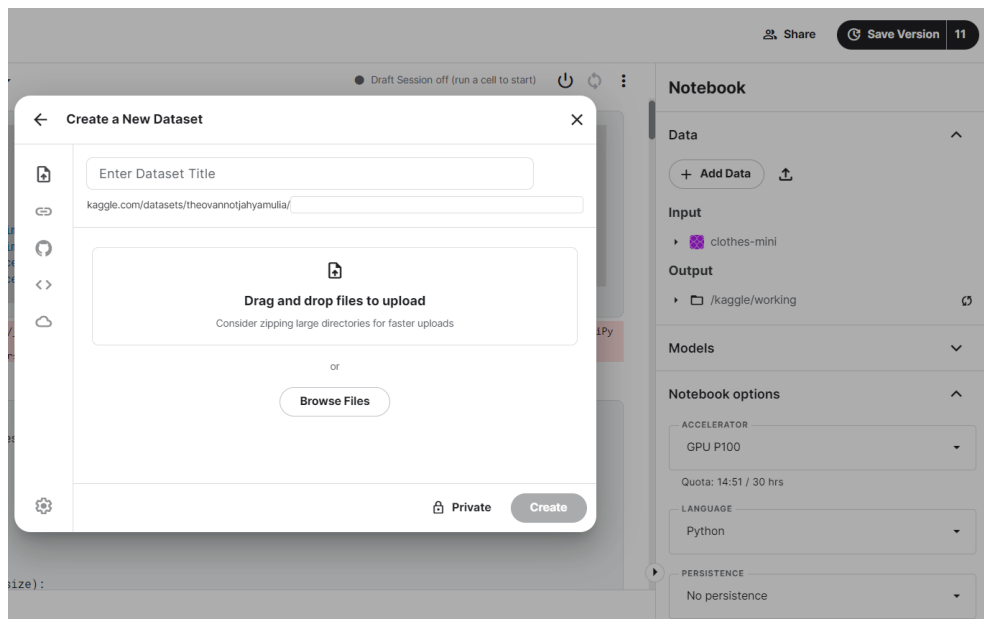 Share
Save Version 11
Draft Session off (run a cell to start)
Notebook
Create a New Dataset
Data
Enter Dataset Title
Add Data
kaggle.com/datasets/theovannotjahyamulia/
Input
clothes-mini
Output
Drag and drop files to upload
/kaggle/working
Consider zipping large directories for faster uploads
iPy
Models
or
Browse Files
Notebook options
ACCELERATOR
GPU P100
Quota: 14:51 / 30 hrs
Private
Create
LANGUAGE
Python
PERSISTENCE
size):
No persistence